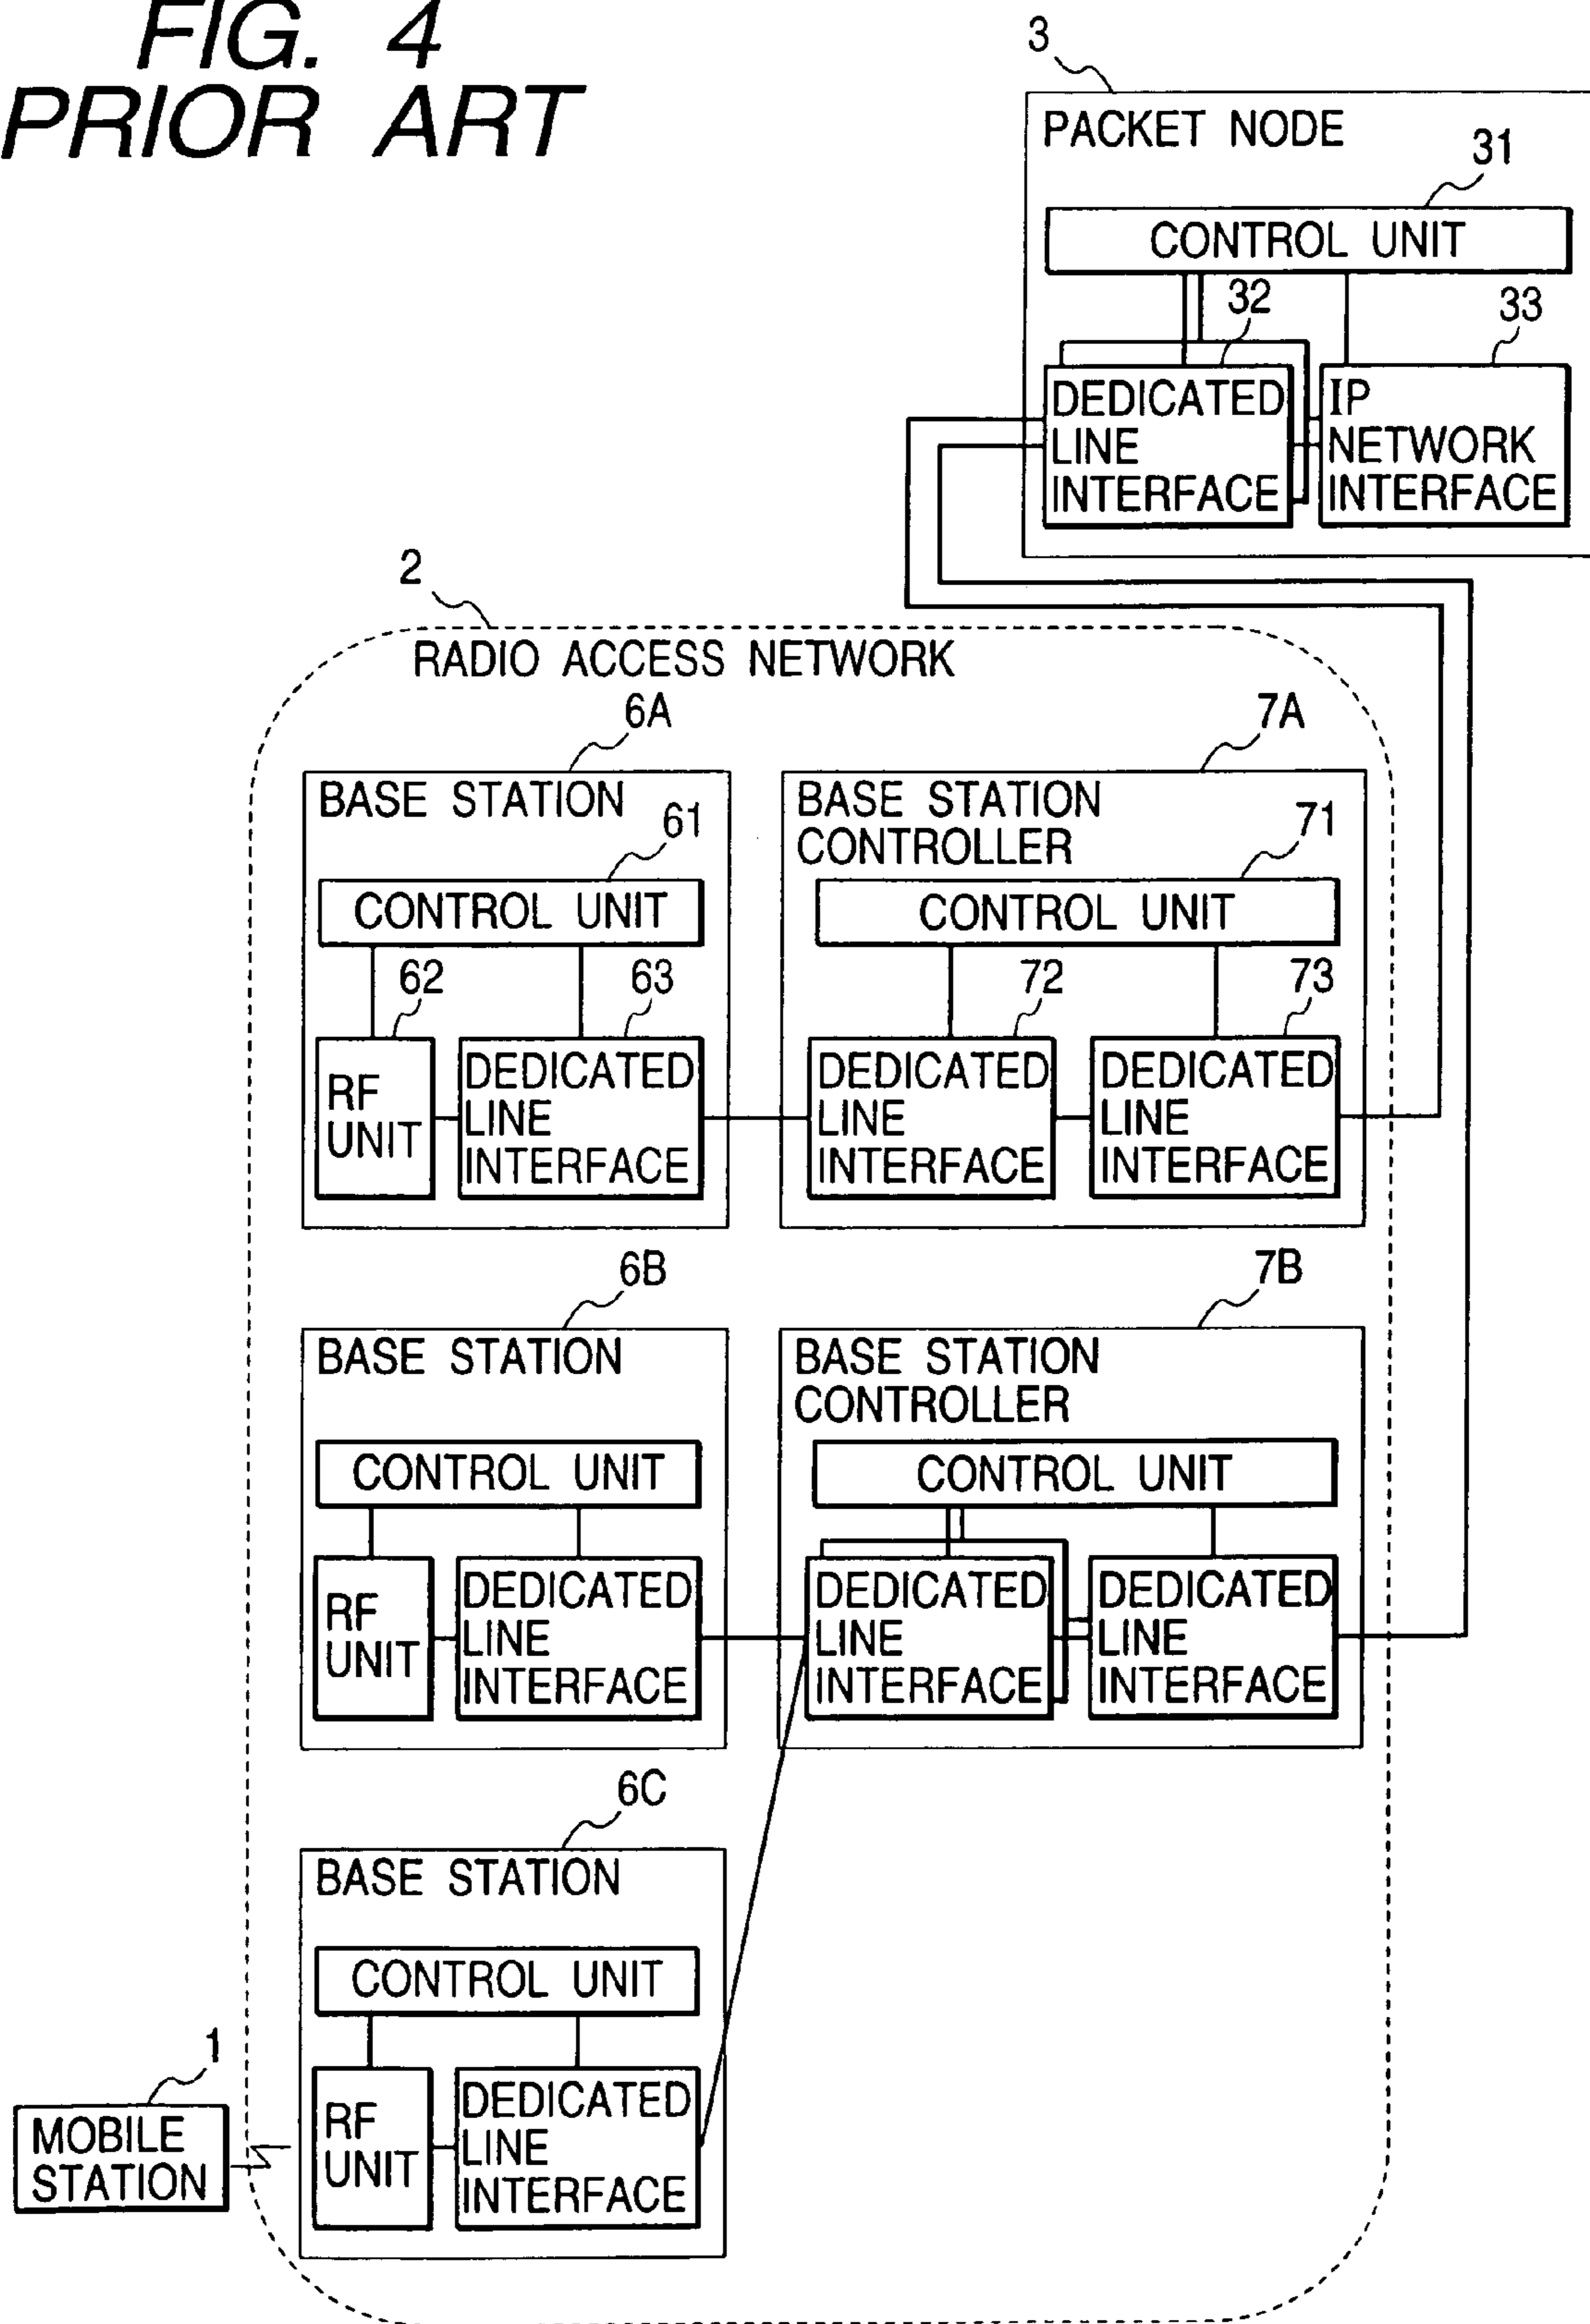 FIG. 4
PRIOR ART
3
PACKET NODE
31
CONTROL UNIT
32
33
DEDICATED
LINE
INTERFACE
IP
NETWORK
INTERFACE
2
RADIO ACCESS NETWORK
6A
7A
BASE STATION
61
BASE STATION
CONTROLLER
71
CONTROL UNIT
CONTROL UNIT
62
63
72
73
RF
UNIT
DEDICATED
LINE
INTERFACE
DEDICATED
LINE
INTERFACE
DEDICATED
LINE
INTERFACE
6B
7B
BASE STATION
BASE STATION
CONTROLLER
CONTROL UNIT
CONTROL UNIT
RF
UNIT
DEDICATED
LINE
INTERFACE
DEDICATED
LINE
INTERFACE
DEDICATED
LINE
INTERFACE
6C
BASE STATION
CONTROL UNIT
1
MOBILE
STATION
RF
UNIT
DEDICATED
LINE
INTERFACE